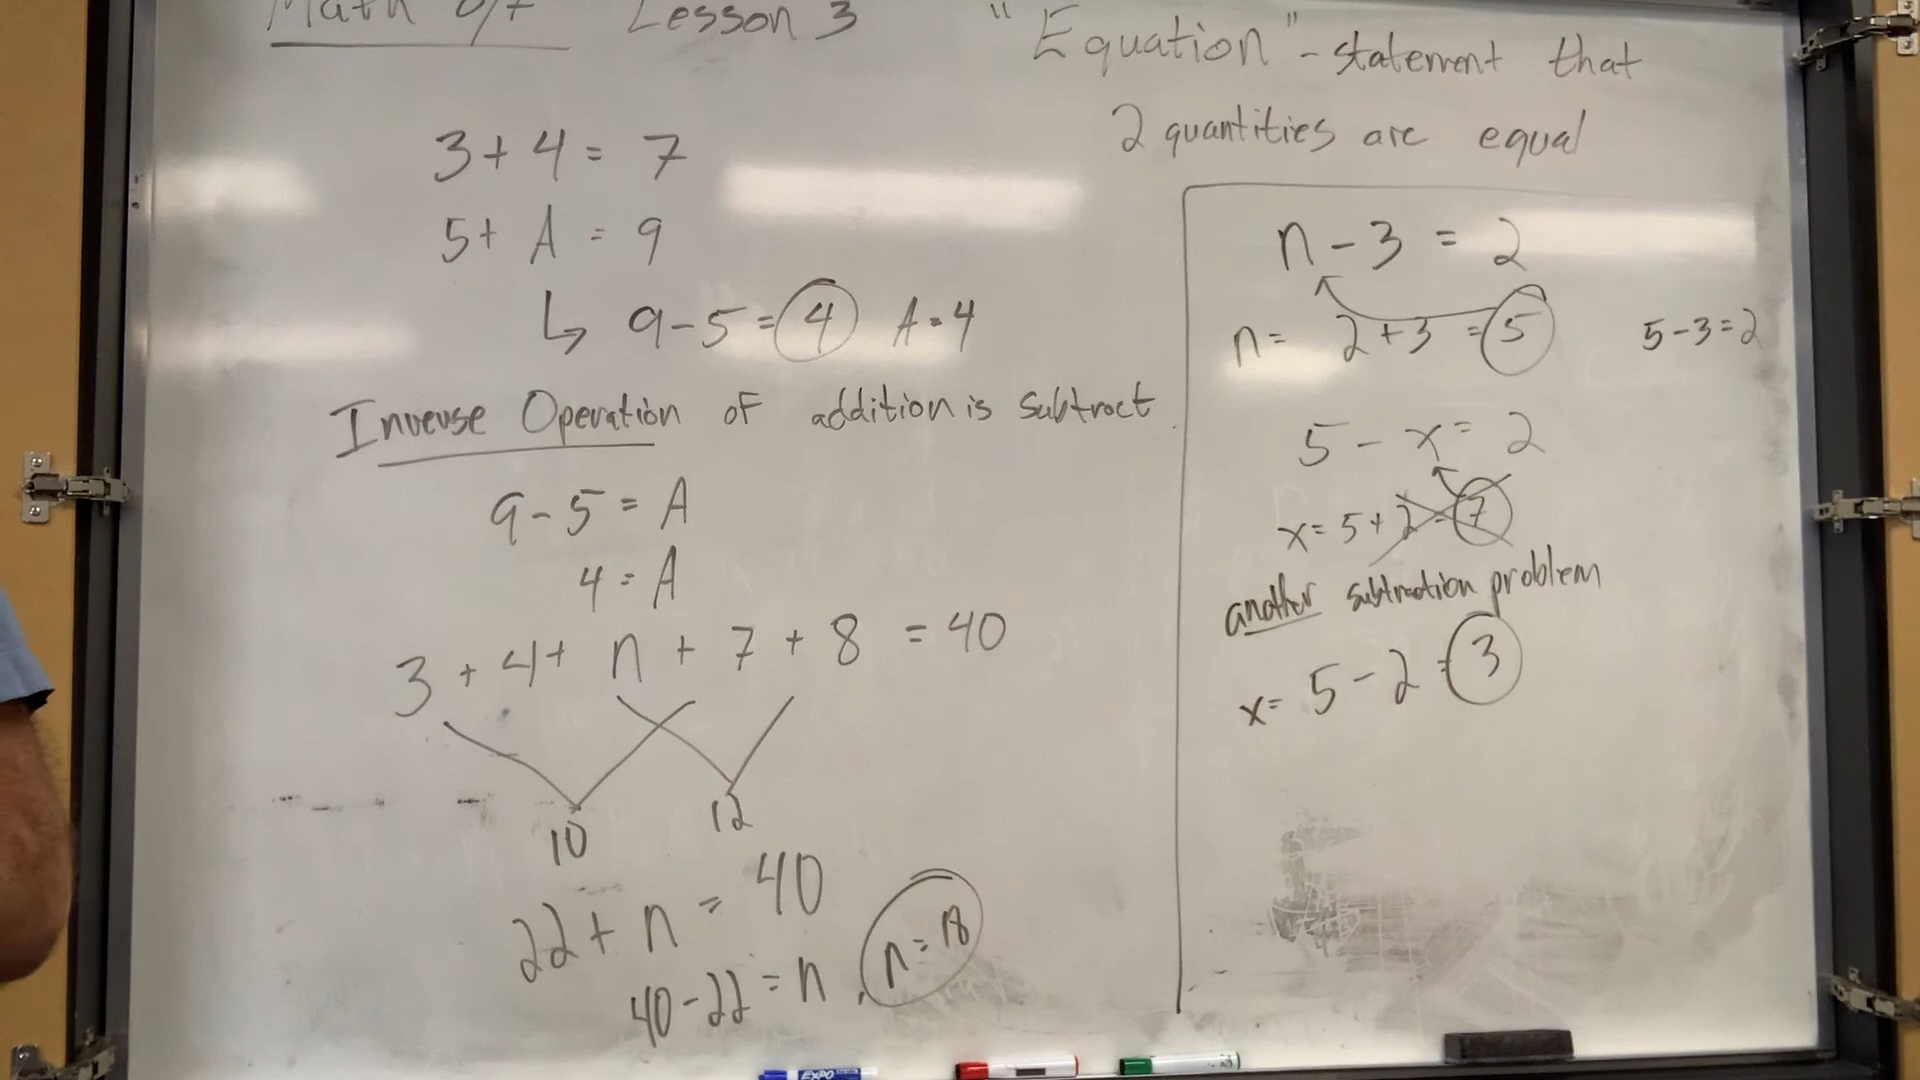 Math 8/7 Lesson 3
3 + 4 = 7
5 + A = 9
↳ 9 - 5 = 4 A = 4
Inverse Operation of addition is subtract
9 - 5 = A
4 = A
3 + 4 + n + 7 + 8 = 40
10 12
22 + n = 40
40 - 22 = n, n = 18
"Equation" - statement that
2 quantities are equal
n - 3 = 2
n = 2 + 3 = 5 5 - 3 = 2
5 - x = 2
x = 5 + 2 = 7
another subtraction problem
x = 5 - 2 = 3
EXPO